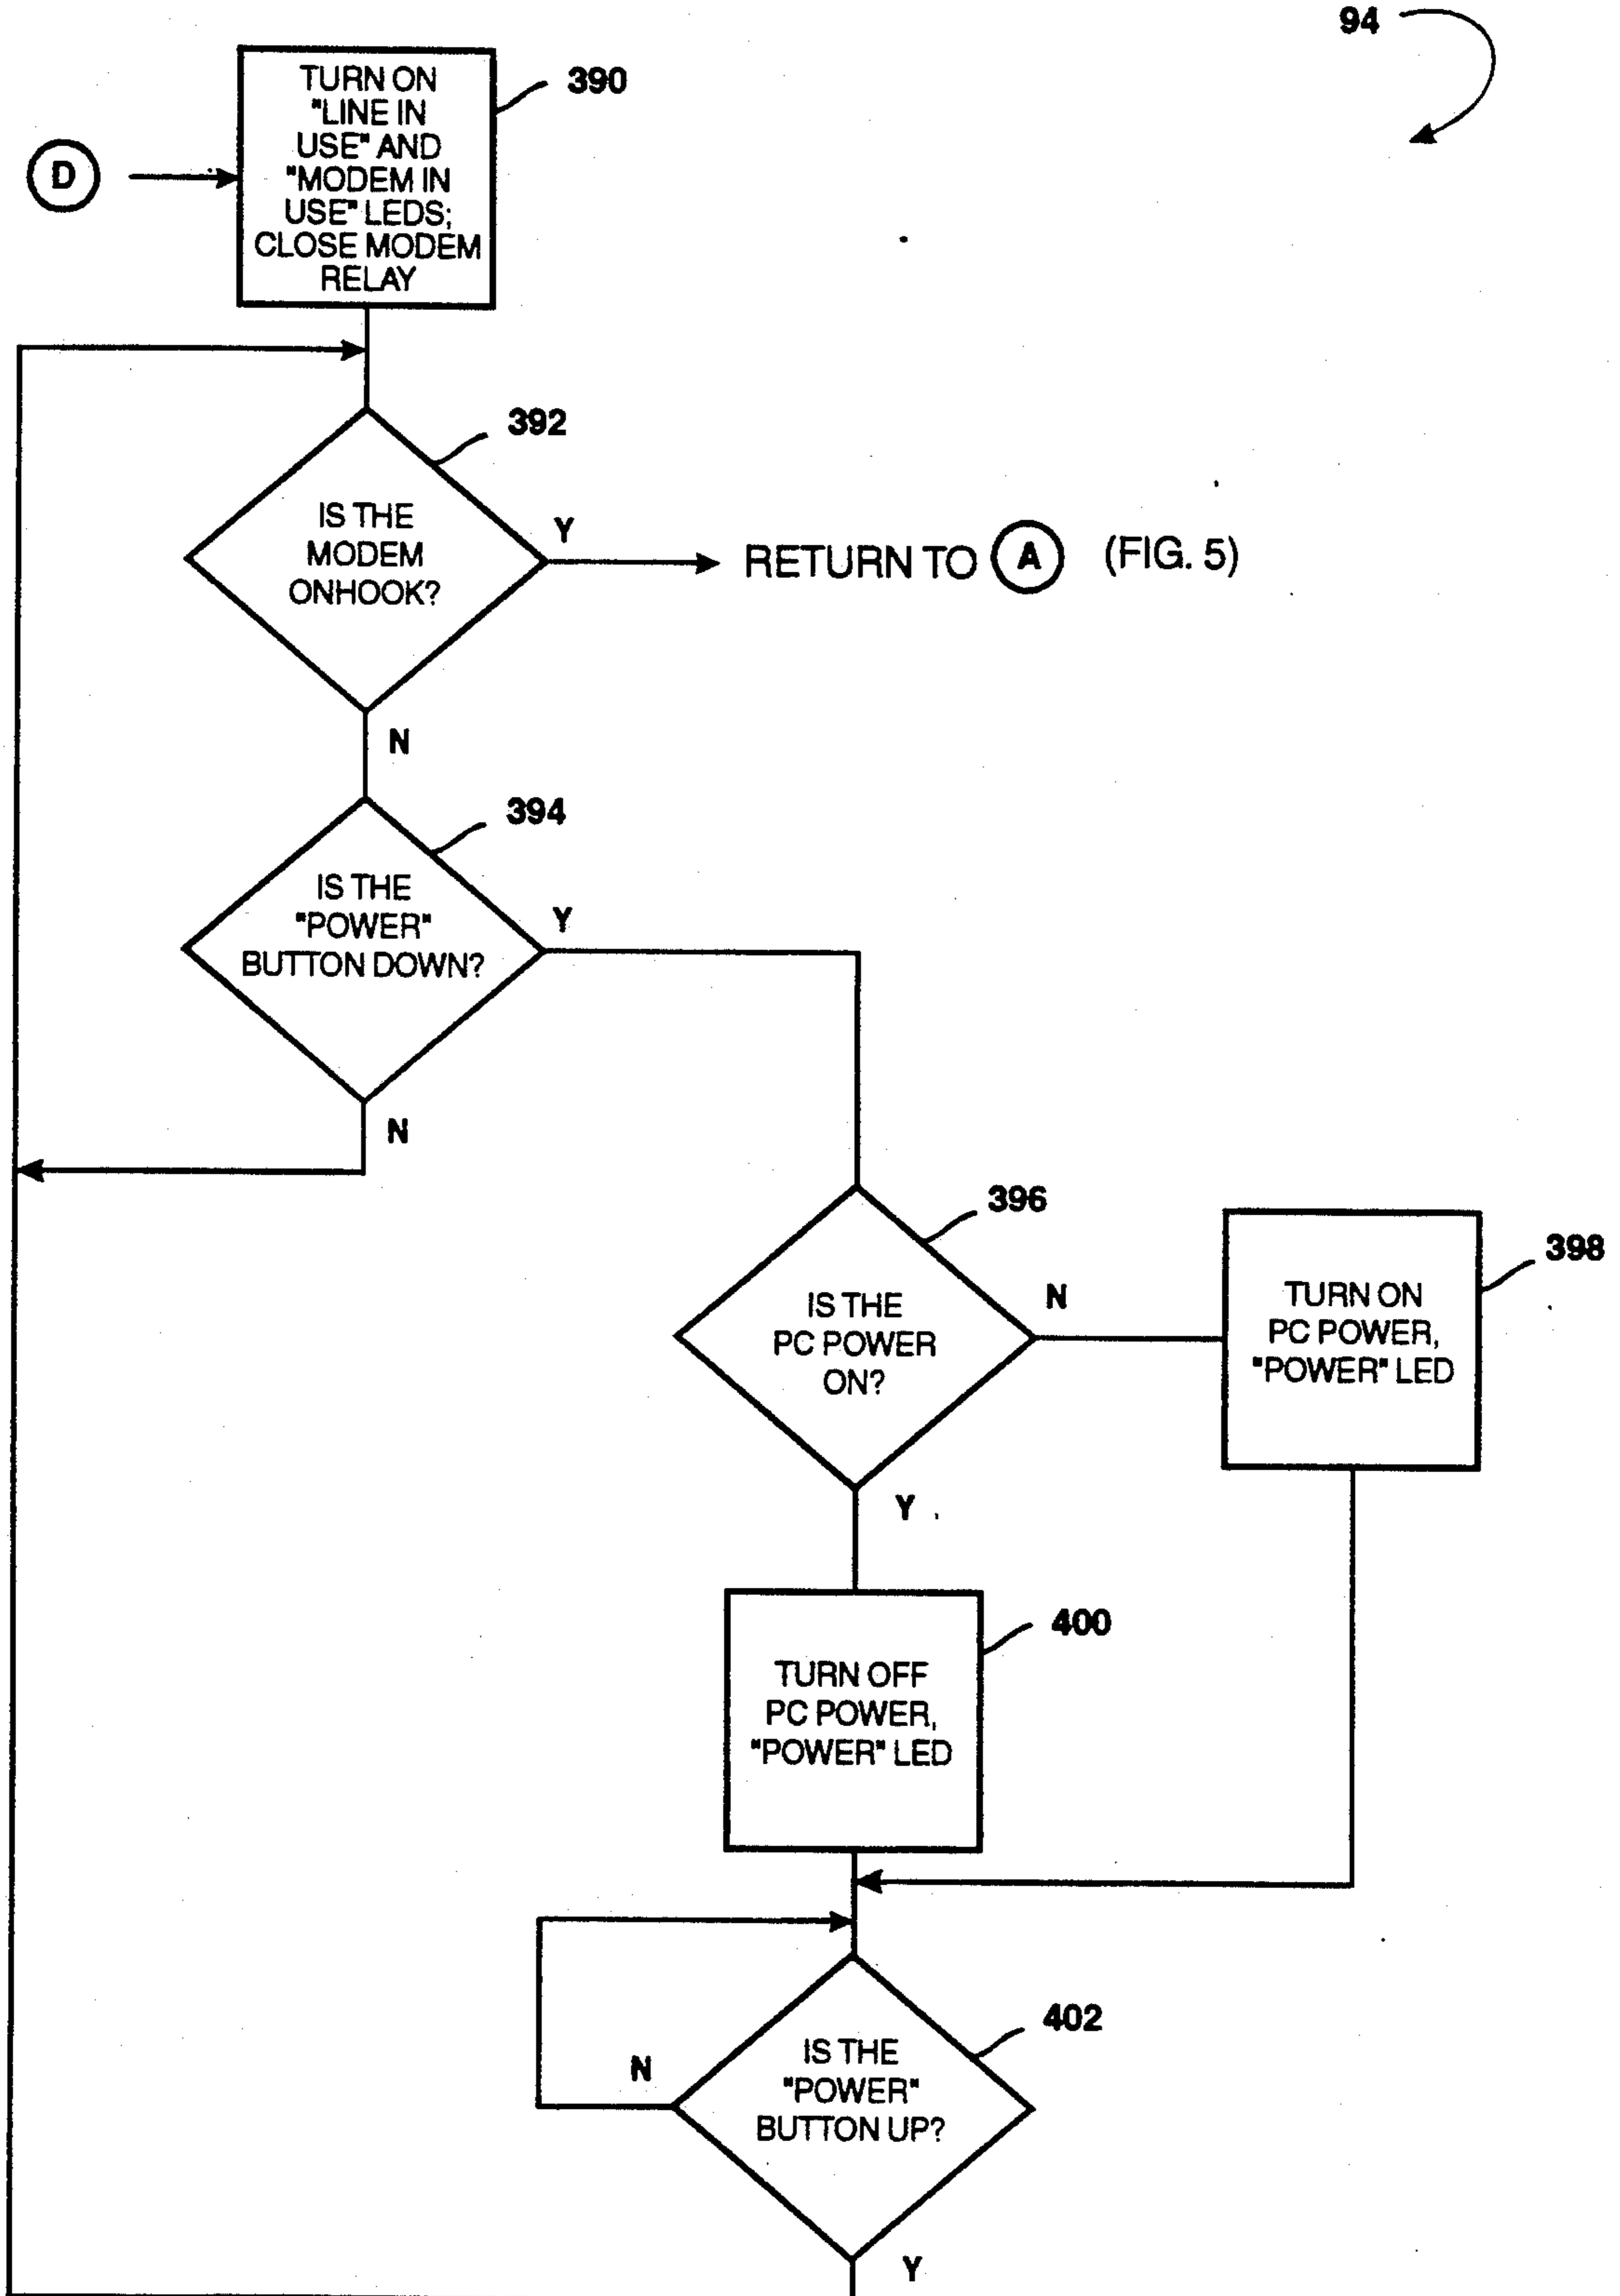 94
TURN ON
"LINE IN
USE" AND
"MODEM IN
USE" LEDS;
CLOSE MODEM
RELAY
390
D
392
IS THE
MODEM
ONHOOK?
Y
RETURN TO A (FIG. 5)
N
394
IS THE
"POWER"
BUTTON DOWN?
Y
N
396
IS THE
PC POWER
ON?
N
398
TURN ON
PC POWER,
"POWER" LED
Y
400
TURN OFF
PC POWER,
"POWER" LED
402
IS THE
"POWER"
BUTTON UP?
N
Y